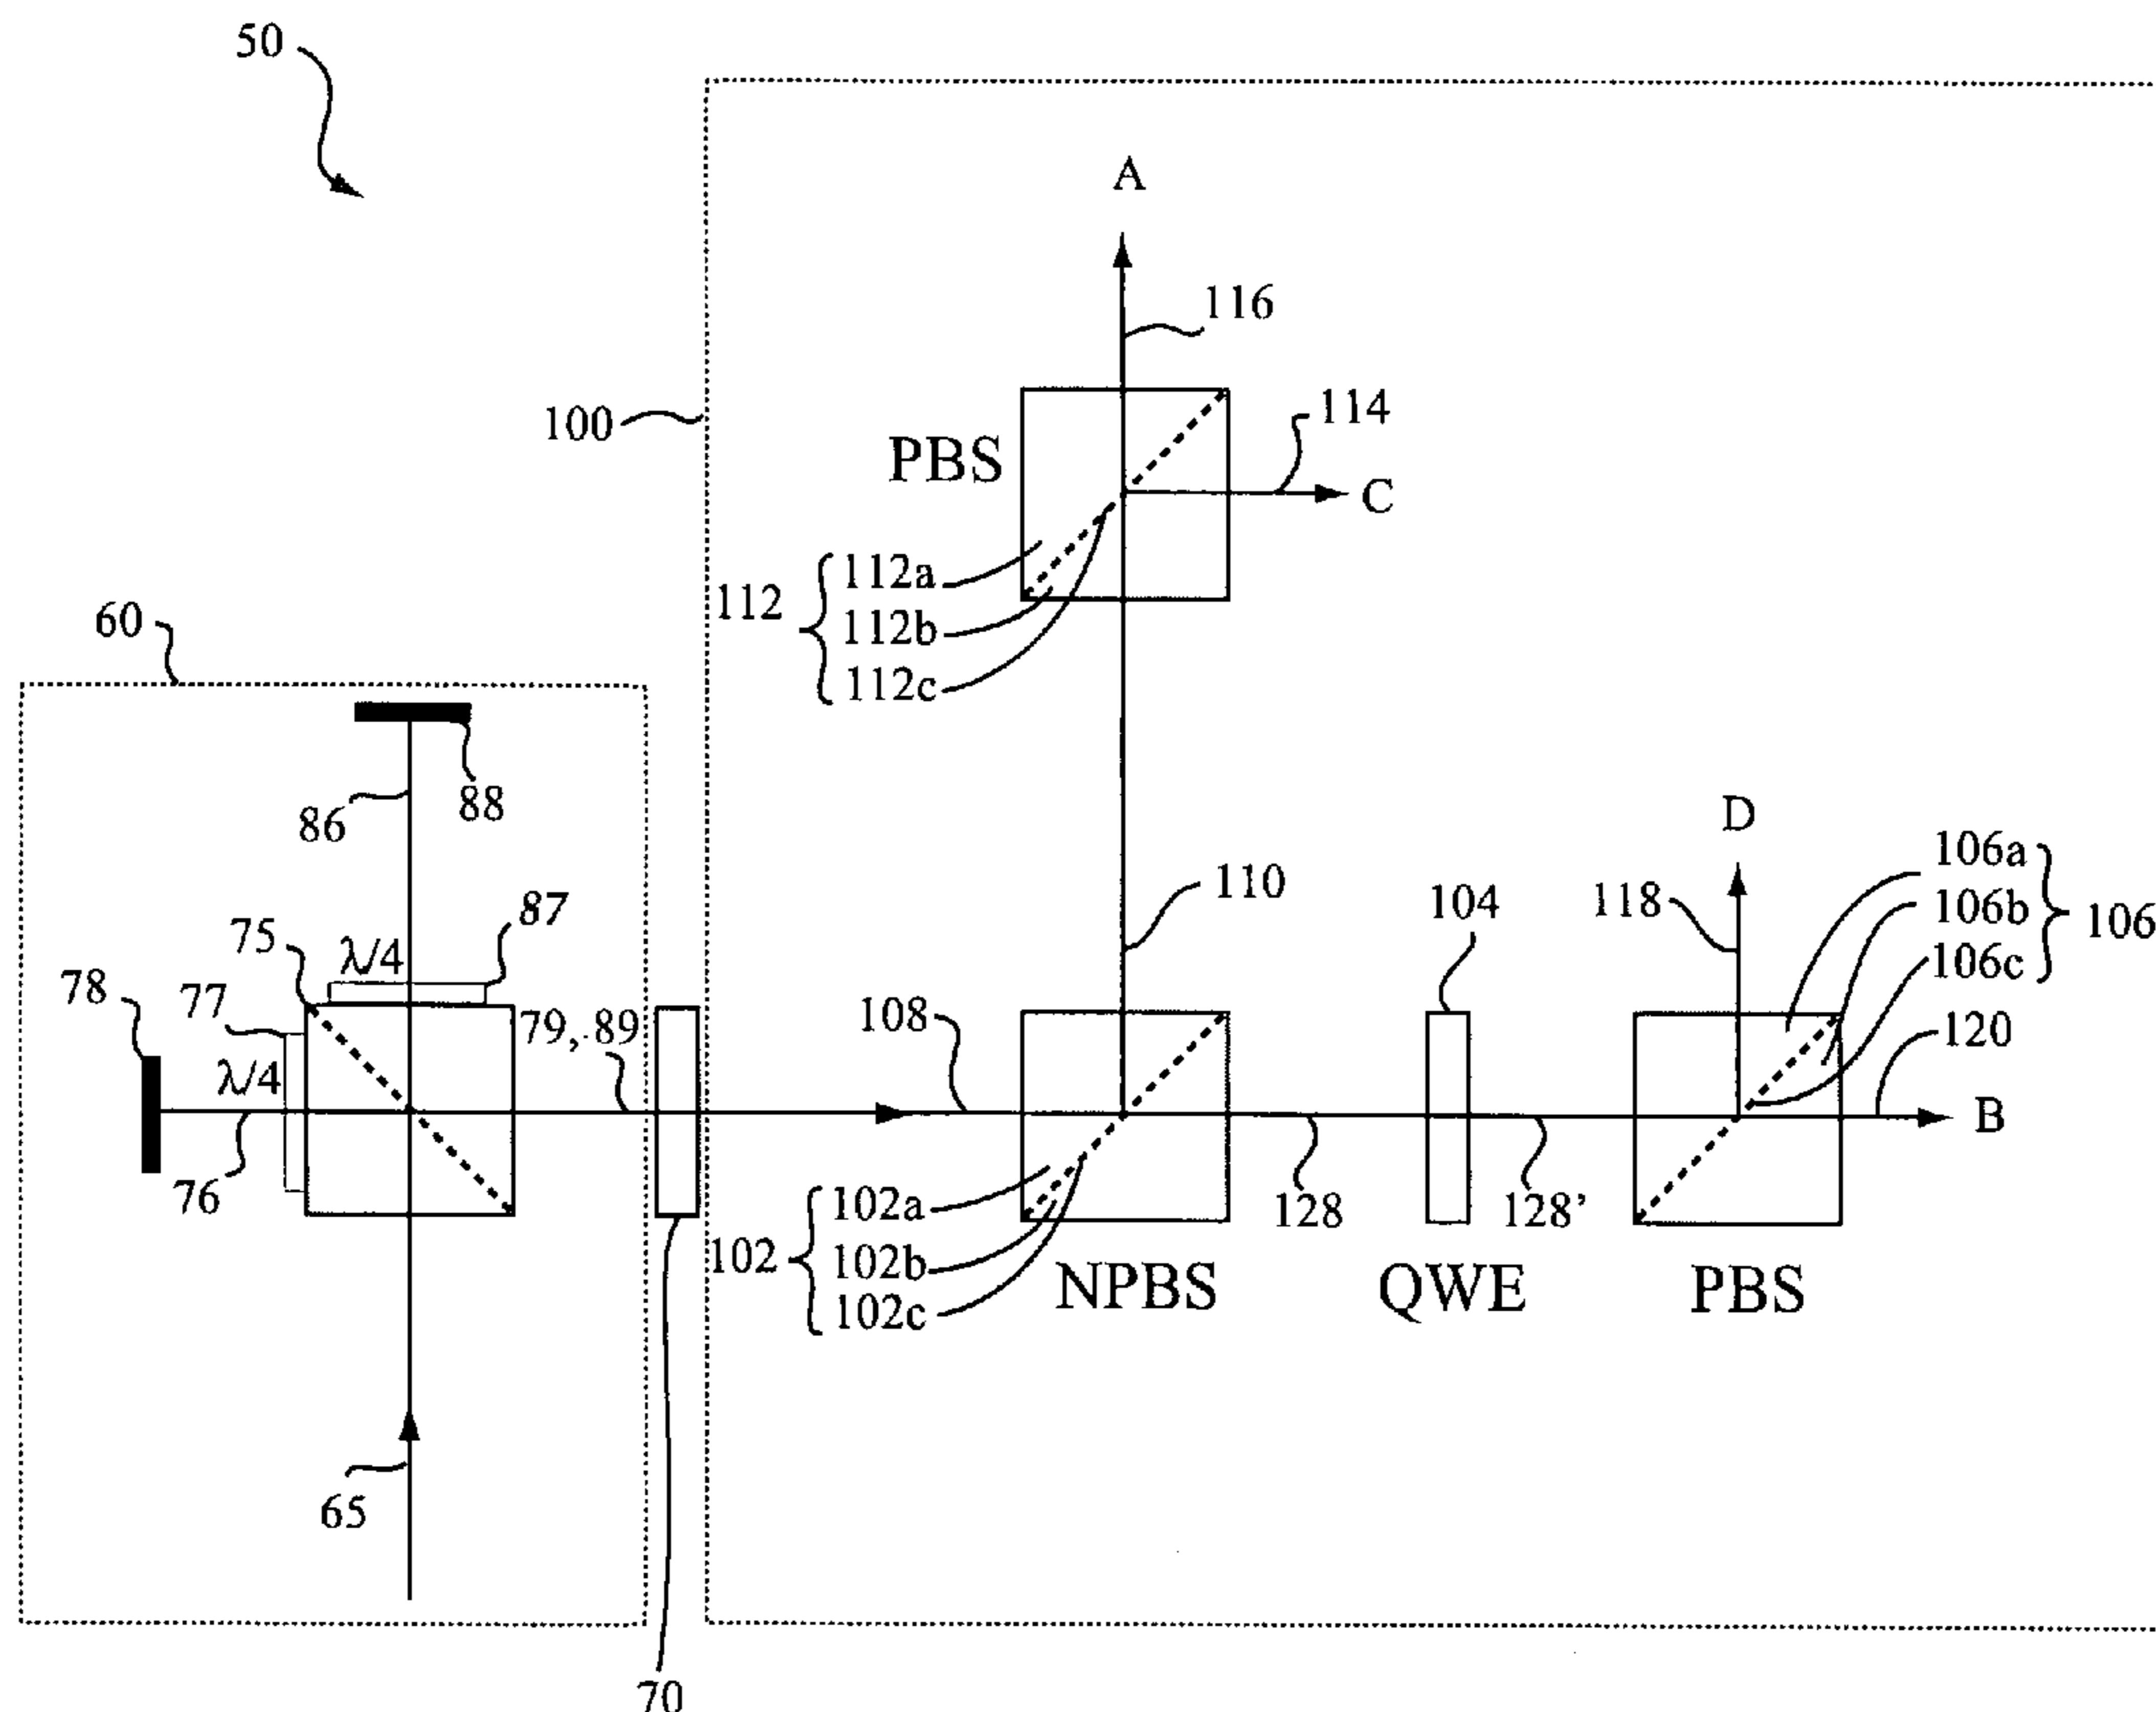 50
A
116
100
PBS
114
C
112a
112
112b
112c
60
88
86
110
D
106a
106b
106
106c
118
104
87
75
λ/4
78
77
79, 89
108
120
λ/4
B
76
102a
128
128’
102
102b
102c
NPBS
QWE
PBS
65
70